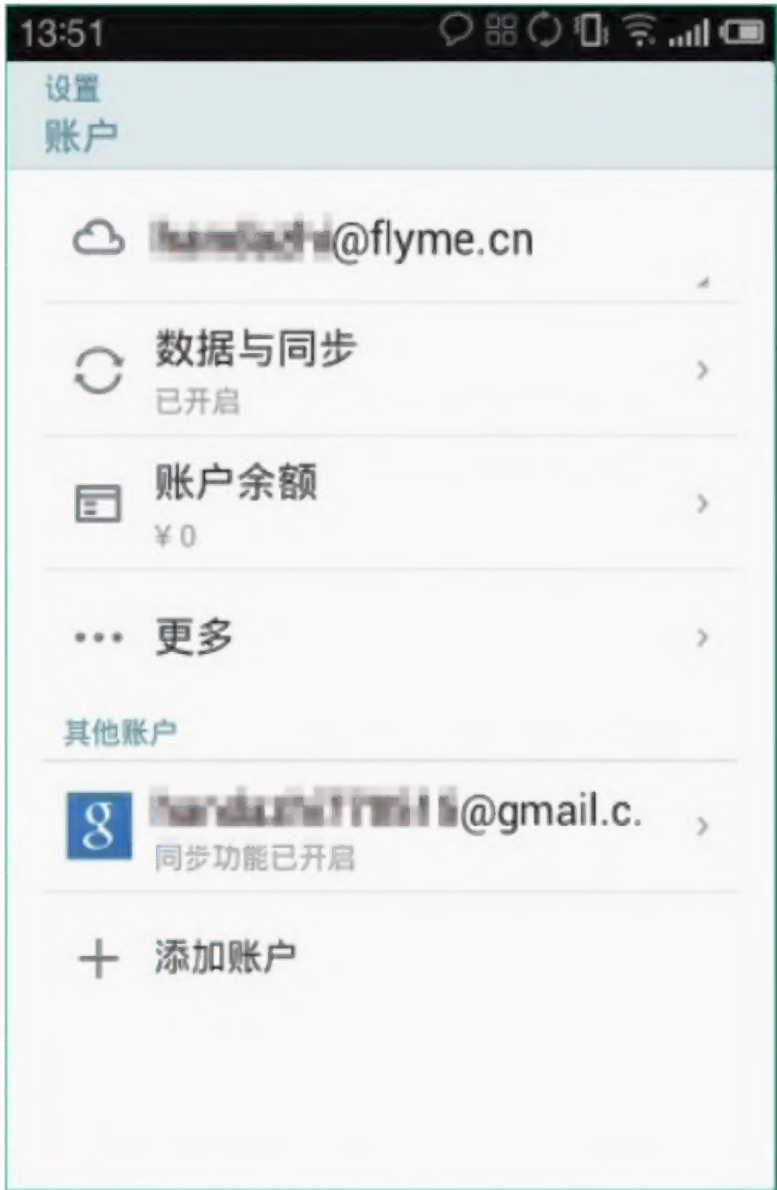 13:51
设置
账户
@flyme.cn
数据与同步
已开启
账户余额
¥ 0
更多
其他账户
g
@gmail.c.
同步功能已开启
添加账户